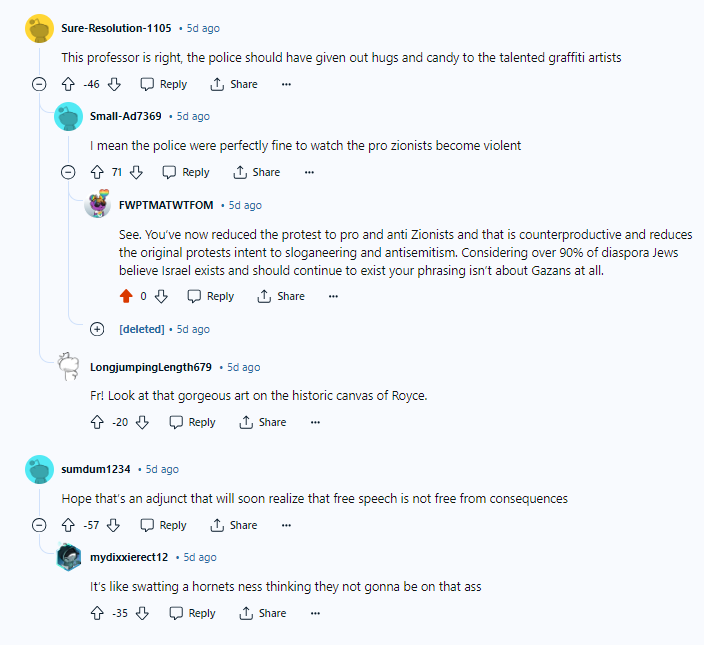 Sure-Resolution-1105 • 5d ago
This professor is right, the police should have given out hugs and candy to the talented graffiti artists
-46 Reply Share ...
Small-Ad7369 • 5d ago
I mean the police were perfectly fine to watch the pro zionists become violent
71 Reply Share ...
FWPTMATWTFOM • 5d ago
See. You've now reduced the protest to pro and anti Zionists and that is counterproductive and reduces
the original protests intent to sloganeering and antisemitism. Considering over 90% of diaspora Jews
believe Israel exists and should continue to exist your phrasing isn't about Gazans at all.
0 Reply Share ...
[deleted] • 5d ago
LongjumpingLength679 • 5d ago
Fr! Look at that gorgeous art on the historic canvas of Royce.
-20 Reply Share ...
sumdum1234 • 5d ago
Hope that's an adjunct that will soon realize that free speech is not free from consequences
-57 Reply Share ...
mydixxierect12 • 5d ago
It's like swatting a hornets ness thinking they not gonna be on that ass
-35 Reply Share ...